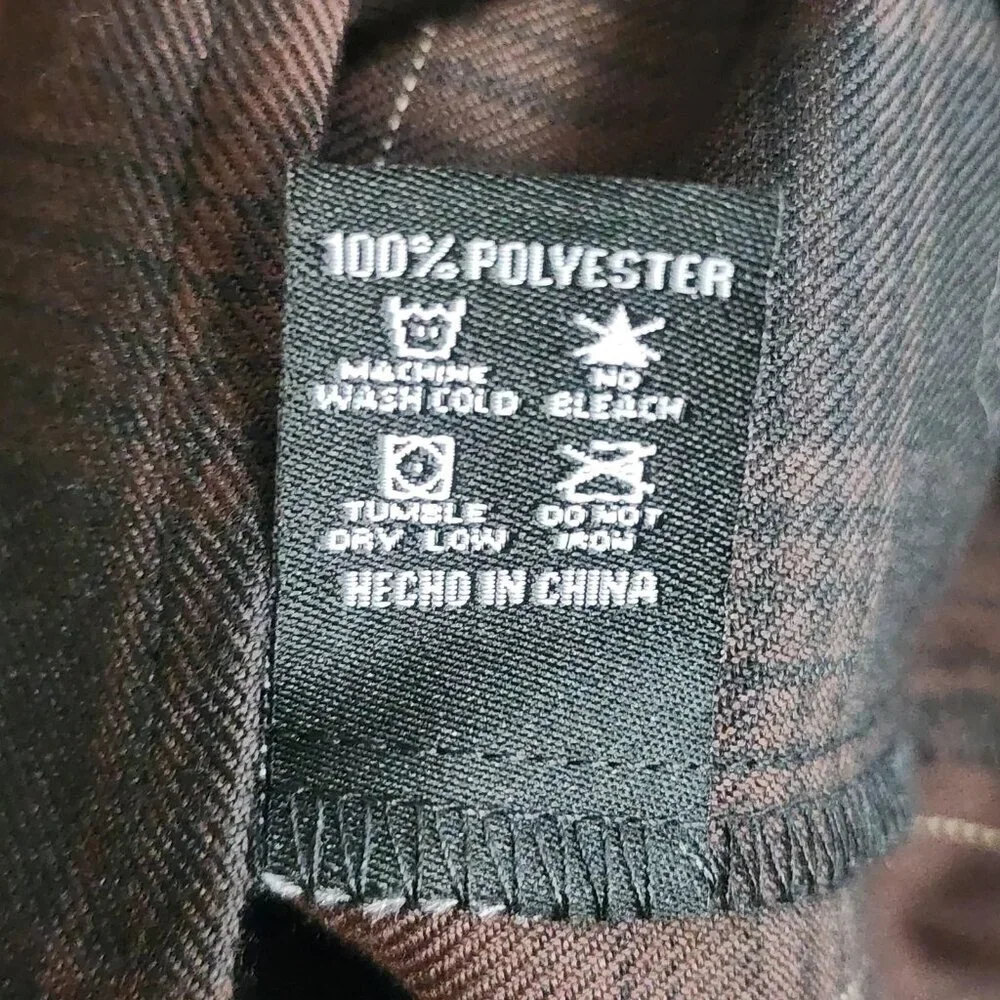 100% POLYESTER
MACHINE WASH COLD
NO BLEACH
TUMBLE DRY LOW
DO NOT IRON
HECHO IN CHINA